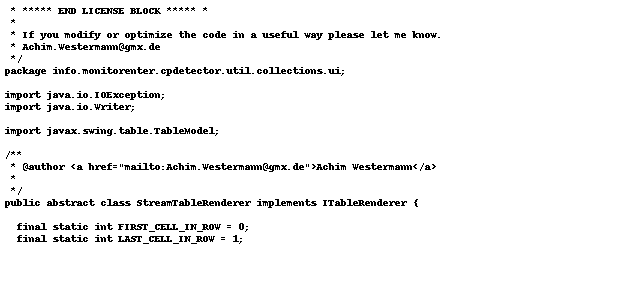 * ***** END LICENSE BLOCK ***** *
 *
 * If you modify or optimize the code in a useful way please let me know.
 * Achim.Westermann@gmx.de
 */
package info.monitorenter.cpdetector.util.collections.ui;

import java.io.IOException;
import java.io.Writer;

import javax.swing.table.TableModel;

/**
 * @author <a href="mailto:Achim.Westermann@gmx.de">Achim Westermann</a>
 *
 */
public abstract class StreamTableRenderer implements ITableRenderer {

  final static int FIRST_CELL_IN_ROW = 0;
  final static int LAST_CELL_IN_ROW = 1;